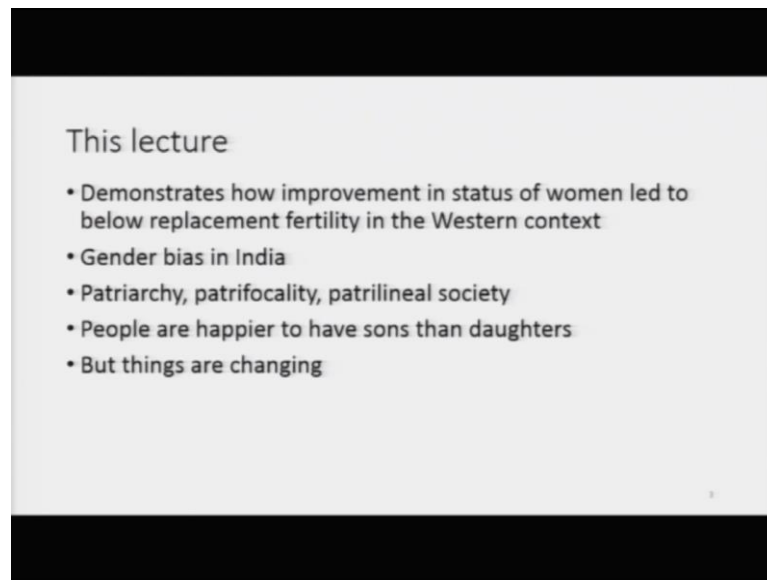 This lecture
• Demonstrates how improvement in status of women led to
below replacement fertility in the Western context
• Gender bias in India
• Patriarchy, patrifocality, patrilineal society
• People are happier to have sons than daughters
• But things are changing